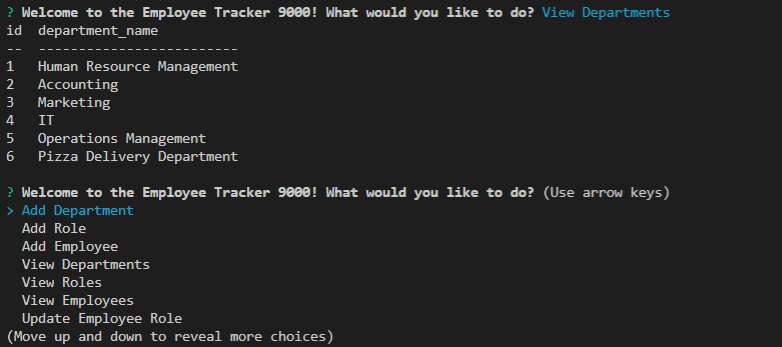 ? Welcome to the Employee Tracker 9000! What would you like to do? View Departments
id  department_name
--  -------------------------
1   Human Resource Management
2   Accounting
3   Marketing
4   IT
5   Operations Management
6   Pizza Delivery Department
? Welcome to the Employee Tracker 9000! What would you like to do? (Use arrow keys)
> Add Department
  Add Role
  Add Employee
  View Departments
  View Roles
  View Employees
  Update Employee Role
(Move up and down to reveal more choices)